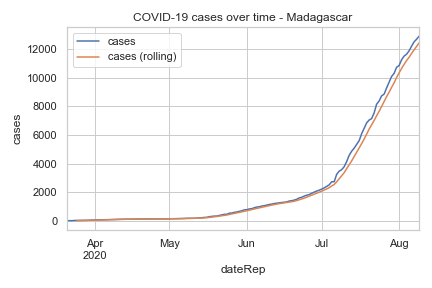 COVID-19 cases over time - Madagascar
cases
cases (rolling)
12000
10000
8000
6000
4000
2000
0
cases
Apr
2020
May
Jun
Jul
Aug
dateRep